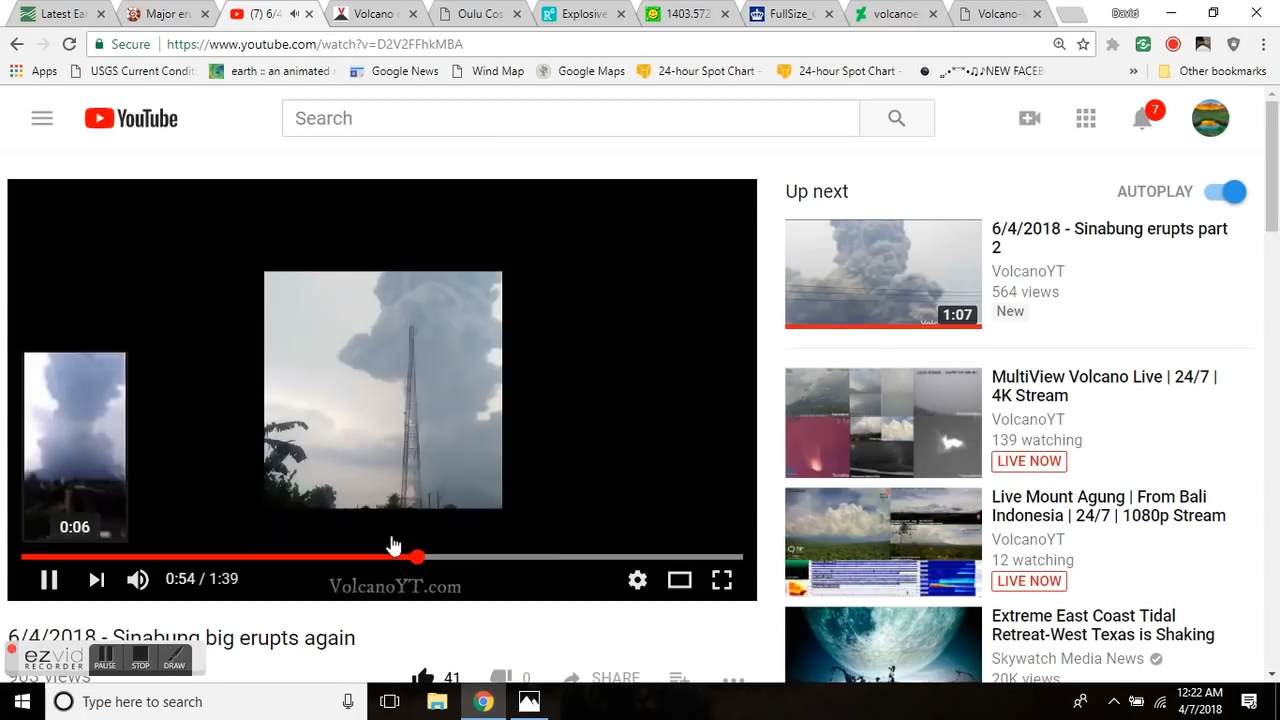 Latest Ea
Major er
(7) 6/4
Volcano
Oulu Cos
Explosive
1403.572
FullSize_
volcanoe
Volcano-
David
Secure
https://www.youtube.com/watch?v=D2V2FFhkMBA
Apps
USGS Current Condit
earth :: an animated
Google News
Wind Map
Google Maps
24-hour Spot Chart -
24-hour Spot Chart -
NEW FACEB
»
Other bookmarks
YouTube
Search
7
Up next
AUTOPLAY
6/4/2018 - Sinabung erupts part
2
VolcanoYT
564 views
New
1:07
MultiView Volcano Live | 24/7 |
4K Stream
VolcanoYT
139 watching
LIVE NOW
Live Mount Agung | From Bali
Indonesia | 24/7 | 1080p Stream
VolcanoYT
12 watching
LIVE NOW
Extreme East Coast Tidal
Retreat-West Texas is Shaking
Skywatch Media News
20K views
0:06
0:54 / 1:39
VolcanoYT.com
6/4/2018 - Sinabung big erupts again
ezvid
RECORDER
PAUSE
STOP
DRAW
963 views
41
0
SHARE
Type here to search
12:22 AM
4/7/2018